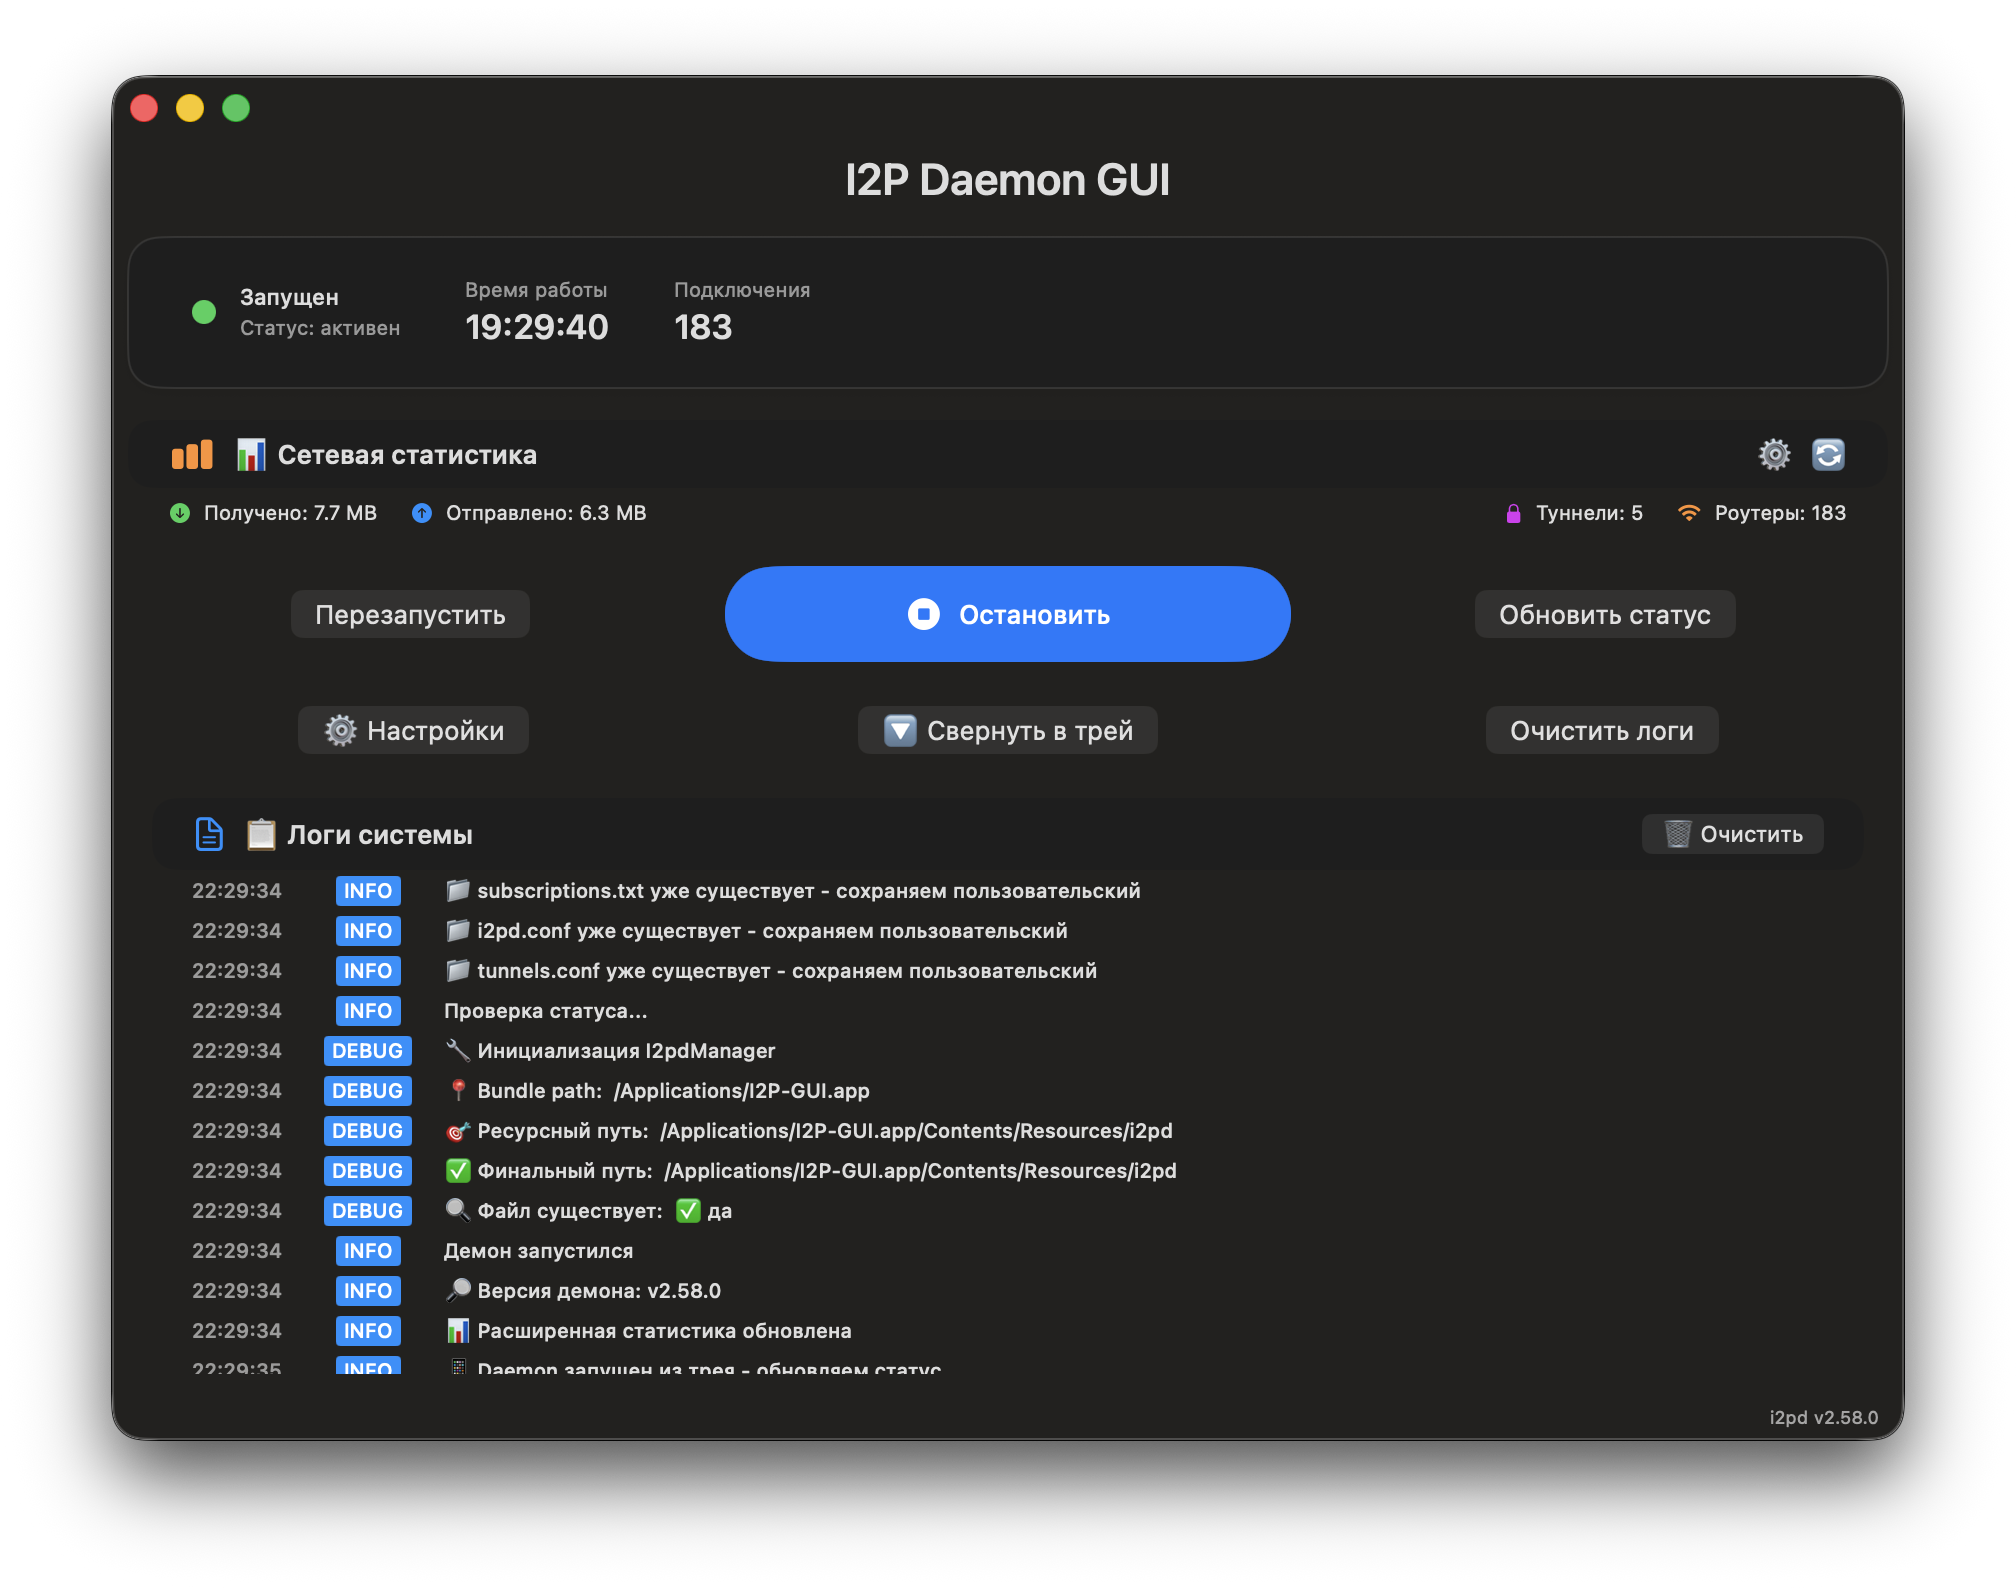 I2P Daemon GUI
Запущен
Статус: активен
Время работы
19:29:40
Подключения
183
Сетевая статистика
Получено: 7.7 MB
Отправлено: 6.3 MB
Туннели: 5
Роутеры: 183
Перезапустить
Остановить
Обновить статус
Настройки
Свернуть в трей
Очистить логи
Логи системы
Очистить
22:29:34 INFO subscriptions.txt уже существует - сохраняем пользовательский
22:29:34 INFO i2pd.conf уже существует - сохраняем пользовательский
22:29:34 INFO tunnels.conf уже существует - сохраняем пользовательский
22:29:34 INFO Проверка статуса...
22:29:34 DEBUG Инициализация I2pdManager
22:29:34 DEBUG Bundle path: /Applications/I2P-GUI.app
22:29:34 DEBUG Ресурсный путь: /Applications/I2P-GUI.app/Contents/Resources/i2pd
22:29:34 DEBUG Финальный путь: /Applications/I2P-GUI.app/Contents/Resources/i2pd
22:29:34 DEBUG Файл существует: да
22:29:34 INFO Демон запустился
22:29:34 INFO Версия демона: v2.58.0
22:29:34 INFO Расширенная статистика обновлена
22:29:35 INFO Daemon запущен из трея - обновляем статус
i2pd v2.58.0